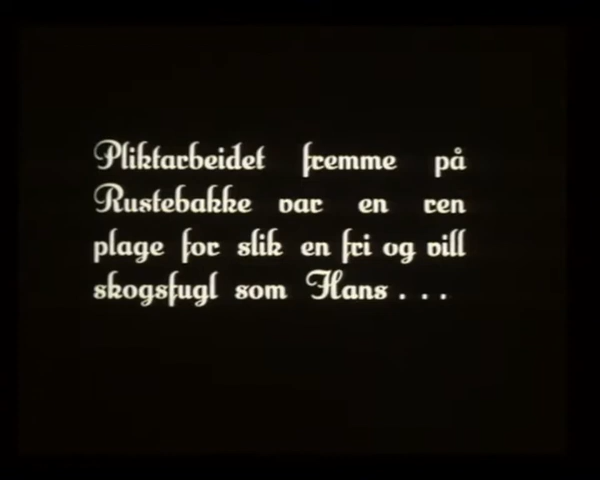 Pliktarbeidet fremme på
Rustebakke var en ren
plage for slik en fri og vill
skogsfugl som Hans . . .